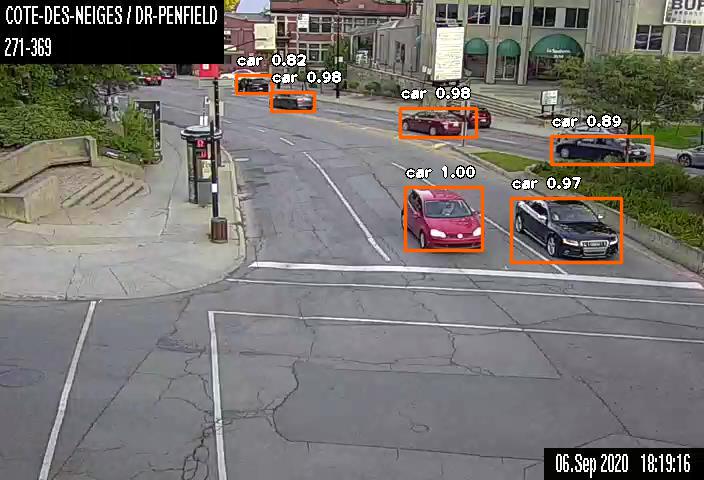 COTE-DES-NEIGES / DR-PENFIELD
271-369
BUF
car 0.82
car 0.98
car 0.98
car 0.89
car 1.00
car 0.97
06.Sep 2020 18:19:16